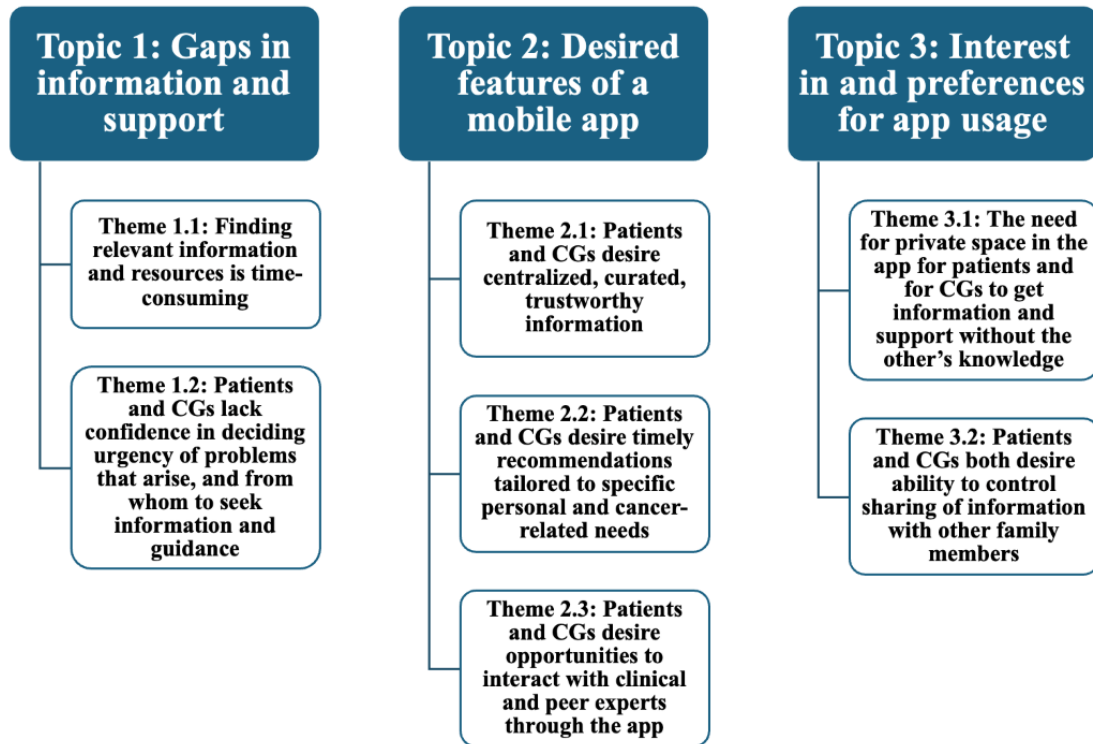 Topic 1: Gaps in
information and
support
Theme 1.1: Finding
relevant information
and resources is time-
consuming
Theme 1.2: Patients
and CGs lack
confidence in deciding
urgency of problems
that arise, and from
whom to seek
information and
guidance
Topic 2: Desired
features of a
mobile app
Theme 2.1: Patients
and CGs desire
centralized, curated,
trustworthy
information
Theme 2.2: Patients
and CGs desire timely
recommendations
tailored to specific
personal and cancer-
related needs
Theme 2.3: Patients
and CGs desire
opportunities to
interact with clinical
and peer experts
through the app
Topic 3: Interest
in and preferences
for app usage
Theme 3.1: The need
for private space in the
app for patients and
for CGs to get
information and
support without the
other’s knowledge
Theme 3.2: Patients
and CGs both desire
ability to control
sharing of information
with other family
members